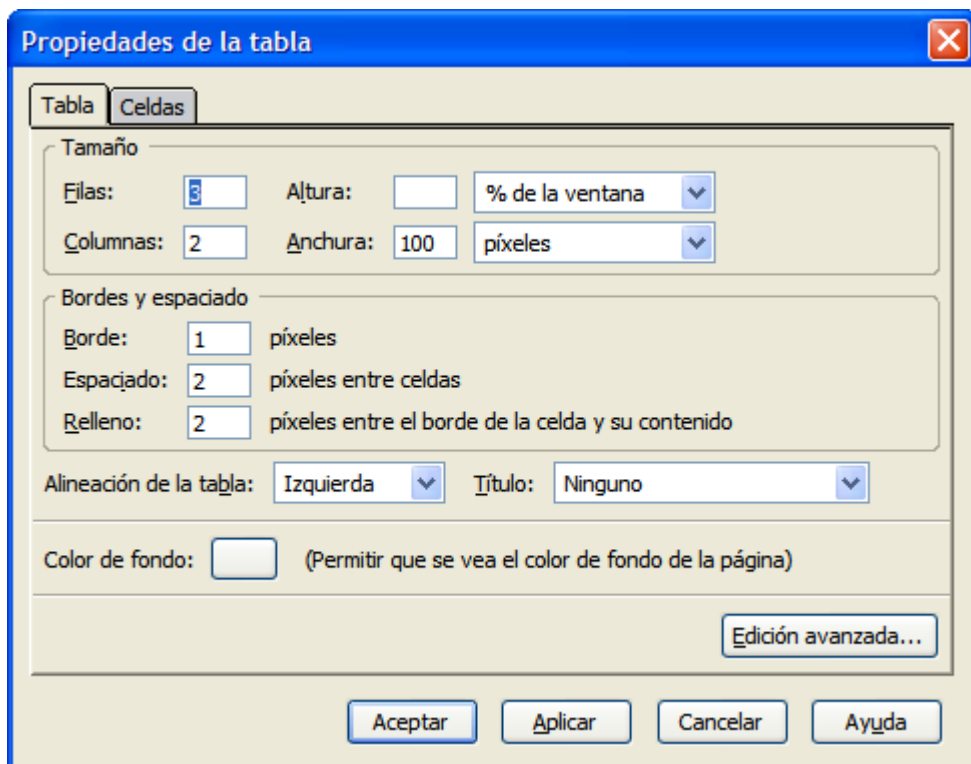 Propiedades de la tabla
Tabla Celdas
Tamaño
Filas: 3 Altura: % de la ventana
Columnas: 2 Anchura: 100 píxeles
Bordes y espaciado
Borde: 1 píxeles
Espaciado: 2 píxeles entre celdas
Relleno: 2 píxeles entre el borde de la celda y su contenido
Alineación de la tabla: Izquierda Título: Ninguno
Color de fondo: (Permitir que se vea el color de fondo de la página)
Edición avanzada...
Aceptar Aplicar Cancelar Ayuda